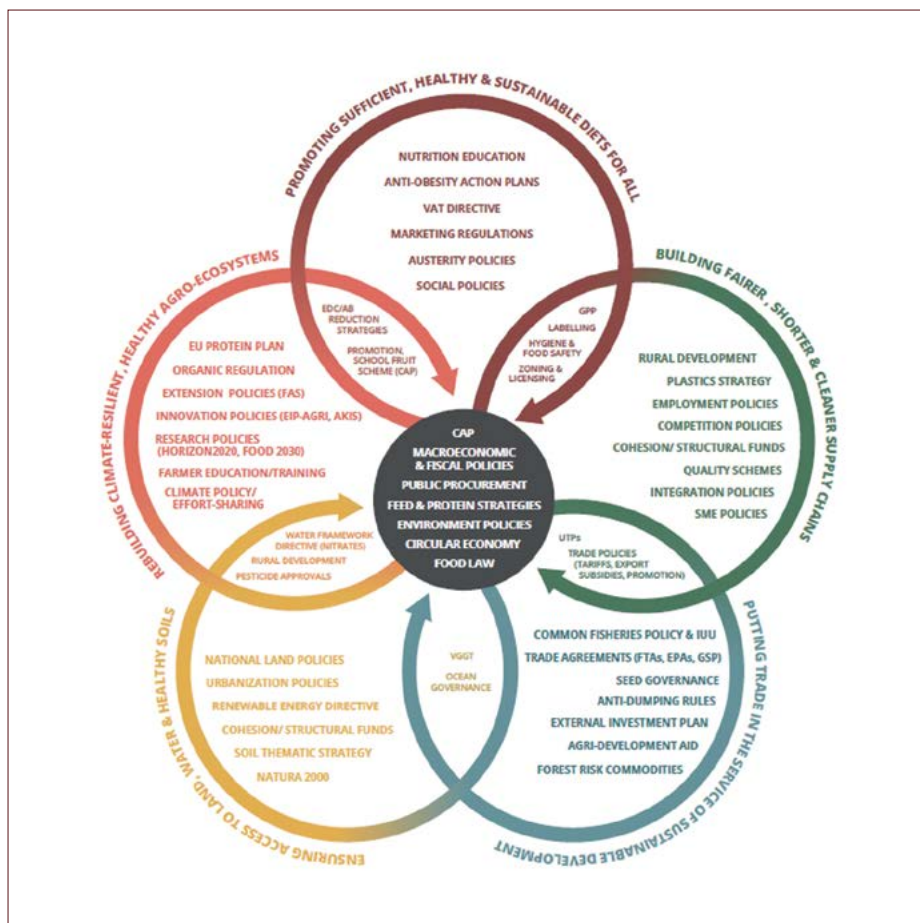 PROMOTING SUFFICIENT, HEALTHY & SUSTAINABLE DIETS FOR ALL
NUTRITION EDUCATION
ANTI-OBESITY ACTION PLANS
VAT DIRECTIVE
MARKETING REGULATIONS
AUSTERITY POLICIES
SOCIAL POLICIES
GPP
LABELLING
HYGIENE &
FOOD SAFETY
ZONING &
LICENSING
BUILDING FAIRER, SHORTER & CLEANER SUPPLY CHAINS
RURAL DEVELOPMENT
PLASTICS STRATEGY
EMPLOYMENT POLICIES
COMPETITION POLICIES
COHESION/ STRUCTURAL FUNDS
QUALITY SCHEMES
INTEGRATION POLICIES
SME POLICIES
UTPs
TRADE POLICIES
(TARIFFS, EXPORT
SUBSIDIES, PROMOTION)
PUTTING TRADE IN THE SERVICE OF SUSTAINABLE DEVELOPMENT
COMMON FISHERIES POLICY & IUU
TRADE AGREEMENTS (FTAs, EPAs, GSP)
SEED GOVERNANCE
ANTI-DUMPING RULES
EXTERNAL INVESTMENT PLAN
AGRI-DEVELOPMENT AID
FOREST RISK COMMODITIES
VGGT
OCEAN
GOVERNANCE
ENSURING ACCESS TO LAND, WATER & HEALTHY SOILS
NATIONAL LAND POLICIES
URBANIZATION POLICIES
RENEWABLE ENERGY DIRECTIVE
COHESION/ STRUCTURAL FUNDS
SOIL THEMATIC STRATEGY
NATURA 2000
WATER FRAMEWORK
DIRECTIVE (NITRATES)
RURAL DEVELOPMENT
PESTICIDE APPROVALS
REBUILDING CLIMATE-RESILIENT, HEALTHY AGRO-ECOSYSTEMS
EU PROTEIN PLAN
ORGANIC REGULATION
EXTENSION POLICIES (FAS)
INNOVATION POLICIES (EIP-AGRI, AKIS)
RESEARCH POLICIES
(HORIZON2020, FOOD 2030)
FARMER EDUCATION/TRAINING
CLIMATE POLICY/
EFFORT-SHARING
EDC/AB
REDUCTION
STRATEGIES
PROMOTION,
SCHOOL FRUIT
SCHEME (CAP)
CAP
MACROECONOMIC
& FISCAL POLICIES
PUBLIC PROCUREMENT
FEED & PROTEIN STRATEGIES
ENVIRONMENT POLICIES
CIRCULAR ECONOMY
FOOD LAW